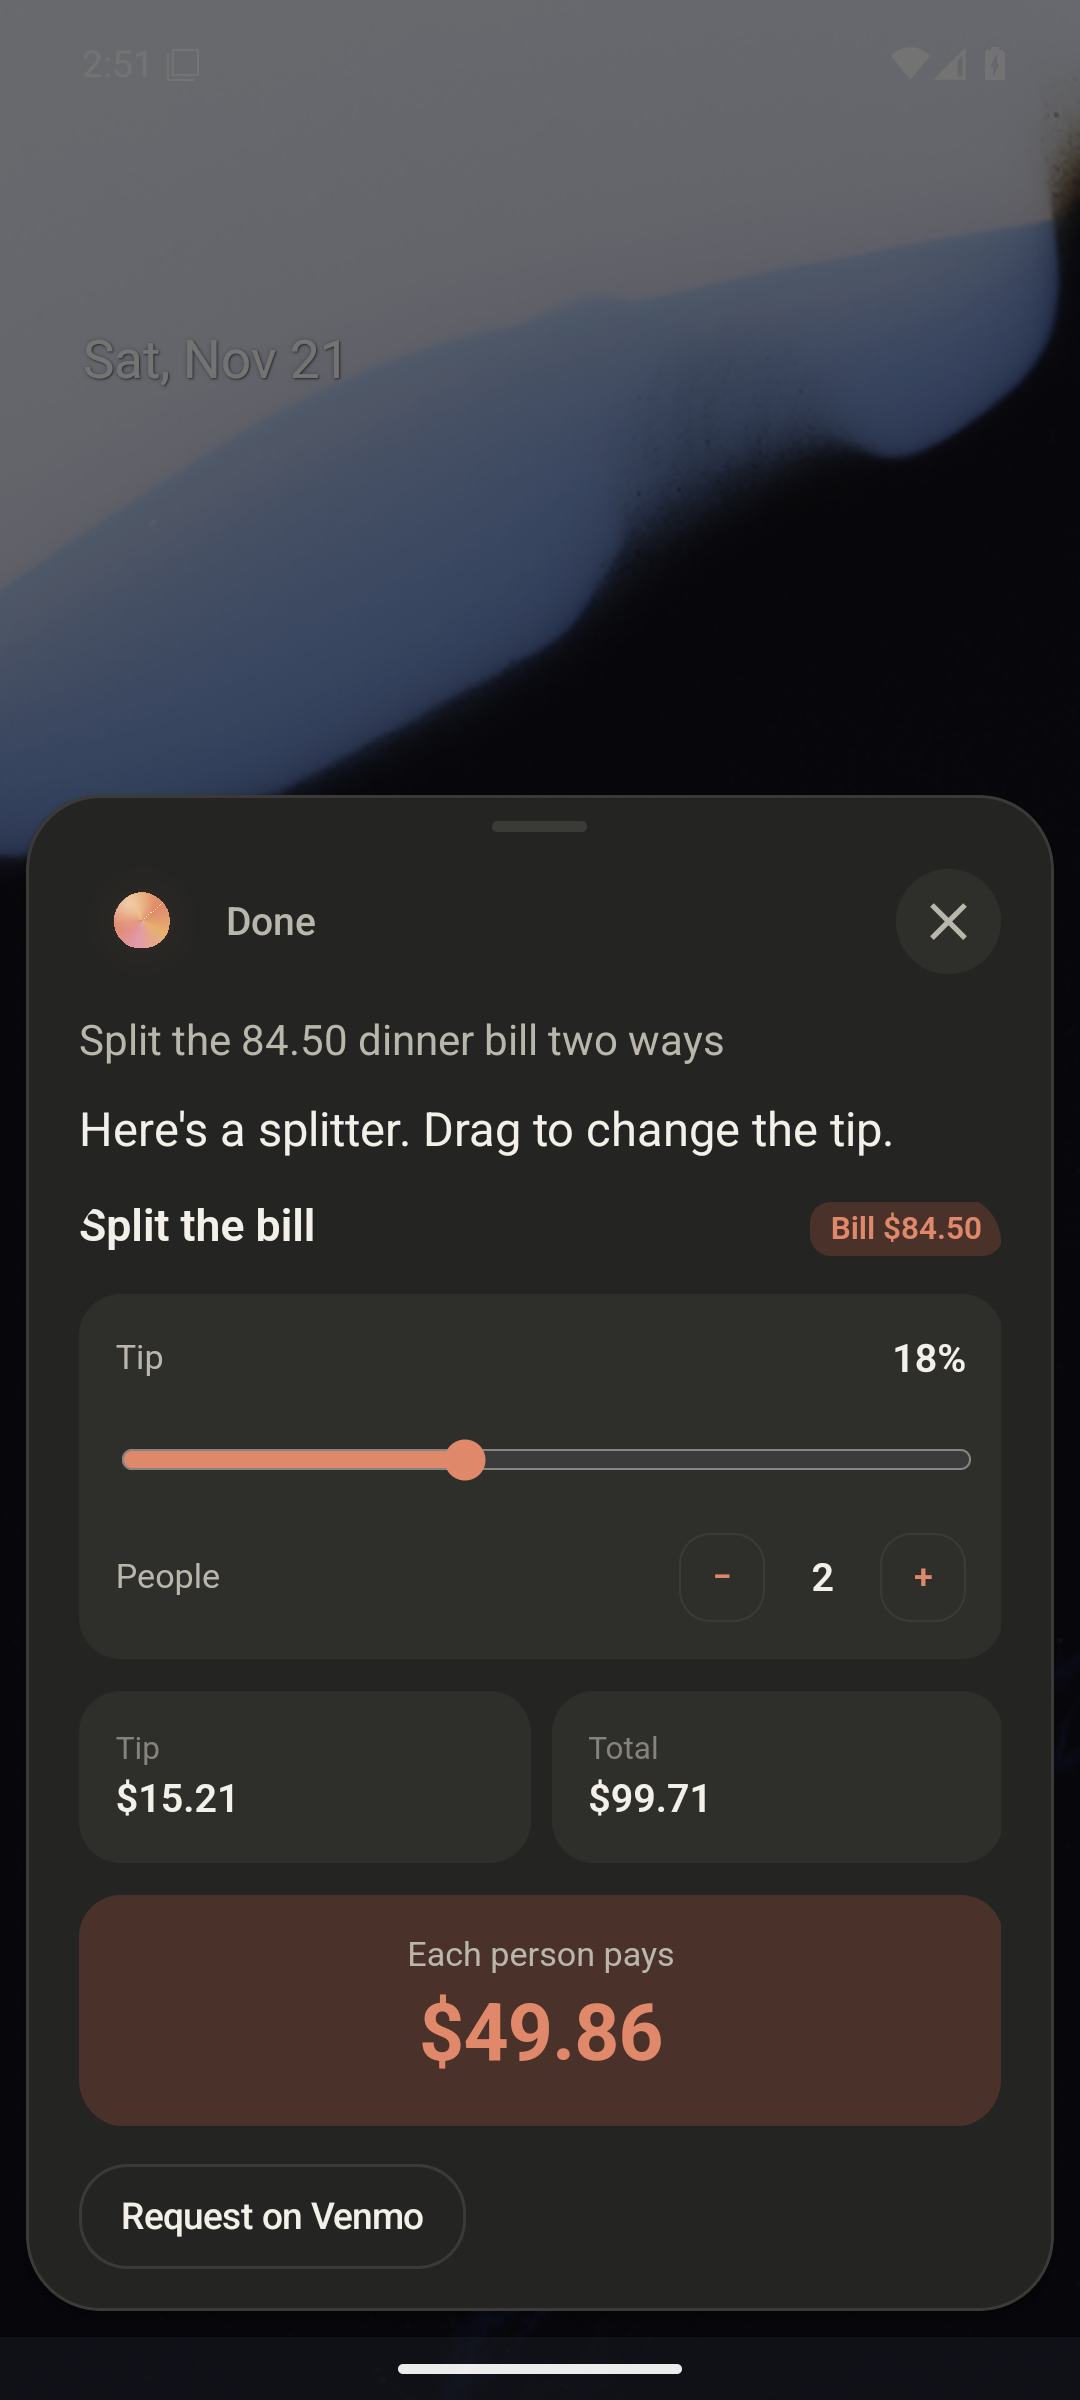 2:51
Sat, Nov 21
Done
Split the 84.50 dinner bill two ways
Here's a splitter. Drag to change the tip.
Split the bill
Bill $84.50
Tip
18%
People
−
2
+
Tip
$15.21
Total
$99.71
Each person pays
$49.86
Request on Venmo